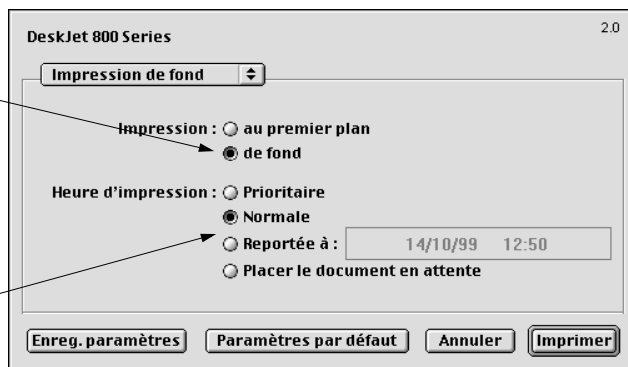 DeskJet 800 Series
2.0
Impression de fond
Impression : au premier plan
de fond
Heure d'impression : Prioritaire
Normale
Reportée à : 14/10/99 12:50
Placer le document en attente
Enreg. paramètres Paramètres par défaut Annuler Imprimer